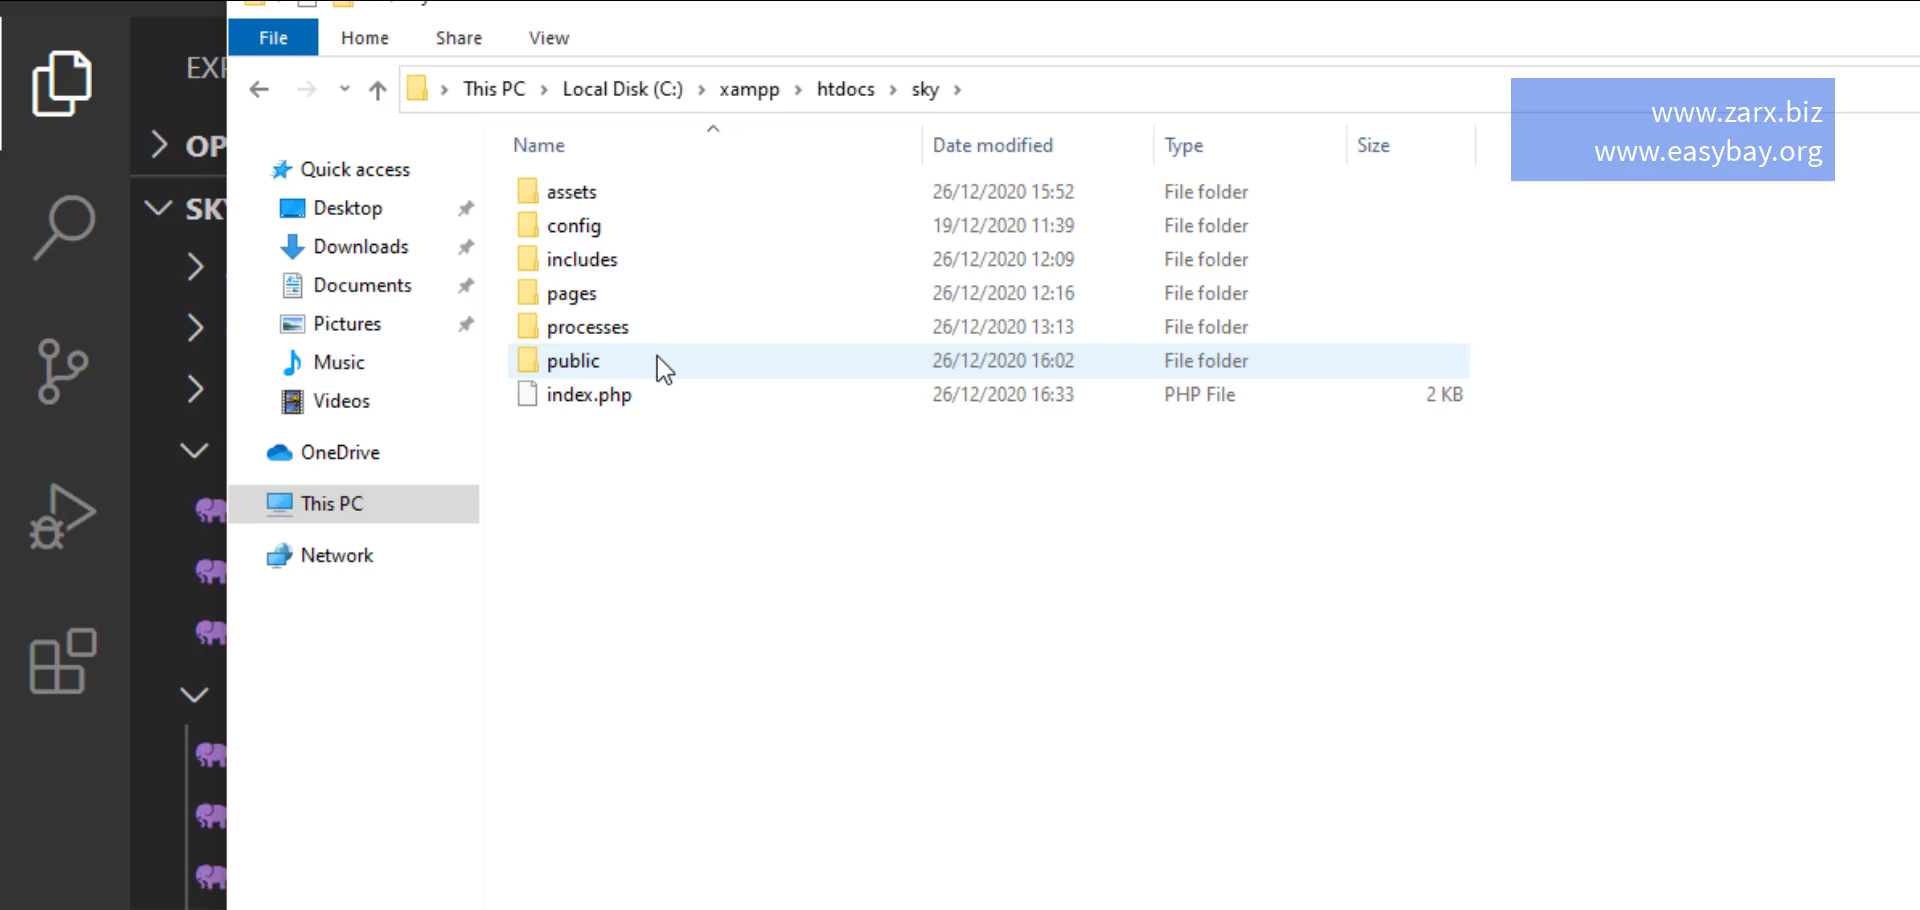 File Home Share View
EXP
This PC Local Disk (C:) xampp htdocs sky
www.zarx.biz
www.easybay.org
OP
SKY
Name Date modified Type Size
Quick access
Desktop
Downloads
Documents
Pictures
Music
Videos
OneDrive
This PC
Network
assets 26/12/2020 15:52 File folder
config 19/12/2020 11:39 File folder
includes 26/12/2020 12:09 File folder
pages 26/12/2020 12:16 File folder
processes 26/12/2020 13:13 File folder
public 26/12/2020 16:02 File folder
index.php 26/12/2020 16:33 PHP File 2 KB